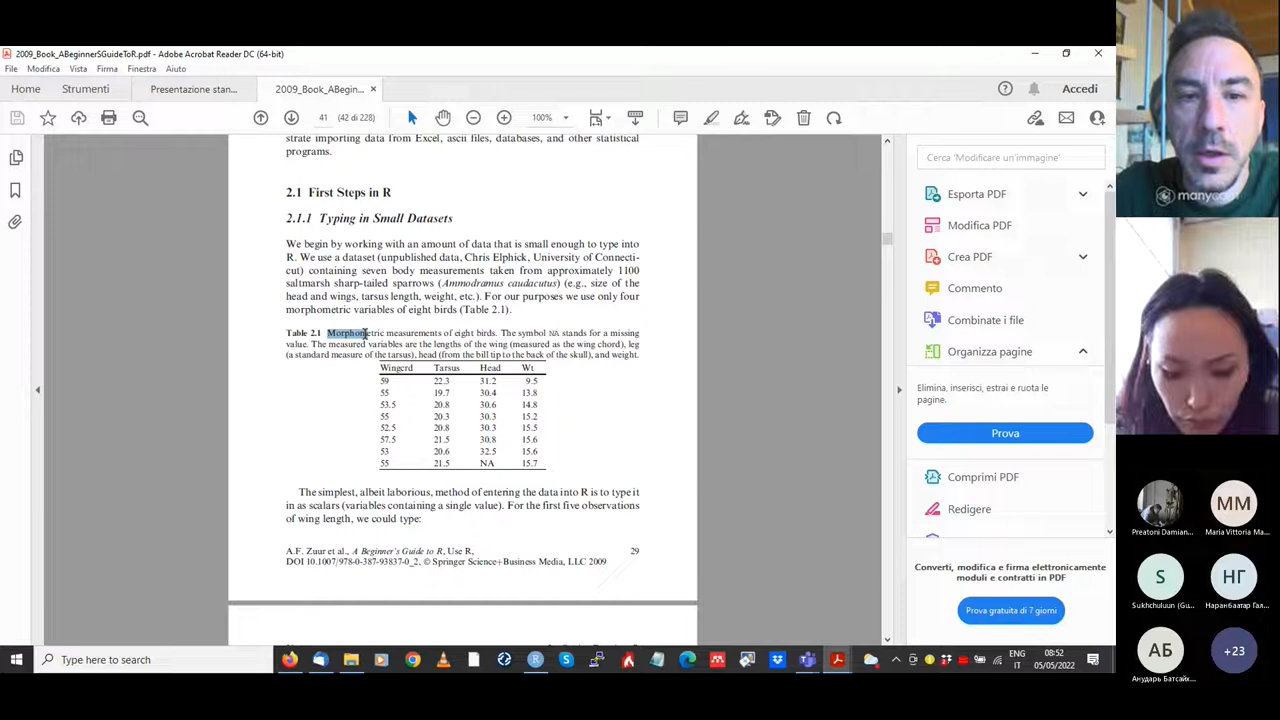 2009_Book_ABeginnerSGuideToR.pdf - Adobe Acrobat Reader DC (64-bit)
File Modifica Vista Firma Finestra Aiuto
Home Strumenti Presentazione stan... 2009_Book_ABegin... Accedi
41 (42 di 228) 100%
strate importing data from Excel, ascii files, databases, and other statistical
programs.
2.1 First Steps in R
2.1.1 Typing in Small Datasets
We begin by working with an amount of data that is small enough to type into
R. We use a dataset (unpublished data, Chris Elphick, University of Connecti-
cut) containing seven body measurements taken from approximately 1100
saltmarsh sharp-tailed sparrows (Ammodramus caudacutus) (e.g., size of the
head and wings, tarsus length, weight, etc.). For our purposes we use only four
morphometric variables of eight birds (Table 2.1).
Table 2.1 Morphometric measurements of eight birds. The symbol NA stands for a missing
value. The measured variables are the lengths of the wing (measured as the wing chord), leg
(a standard measure of the tarsus), head (from the bill tip to the back of the skull), and weight.
Wingcrd Tarsus Head Wt
59 22.3 31.2 9.5
55 19.7 30.4 13.8
53.5 20.8 30.6 14.8
55 20.3 30.3 15.2
52.5 20.8 30.3 15.5
57.5 21.5 30.8 15.6
53 20.6 32.5 15.6
55 21.5 NA 15.7
The simplest, albeit laborious, method of entering the data into R is to type it
in as scalars (variables containing a single value). For the first five observations
of wing length, we could type:
A.F. Zuur et al., A Beginner's Guide to R, Use R, 29
DOI 10.1007/978-0-387-93837-0_2, © Springer Science+Business Media, LLC 2009
Cerca 'Modificare un'immagine'
Esporta PDF
Modifica PDF
Crea PDF
Commento
Combinate i file
Organizza pagine
Elimina, inserisci, estrai e ruota le
pagine.
Prova
Comprimi PDF
Redigere
Converti, modifica e firma elettronicamente
moduli e contratti in PDF
Prova gratuita di 7 giorni
Type here to search
ENG
IT
08:52
05/05/2022
manycam
MM
Preatoni Damian... Maria Vittoria Ma...
S НГ
Sukhchuluun (Gu... Наранбаатар Гал...
АБ +23
Анударь Батсайх...